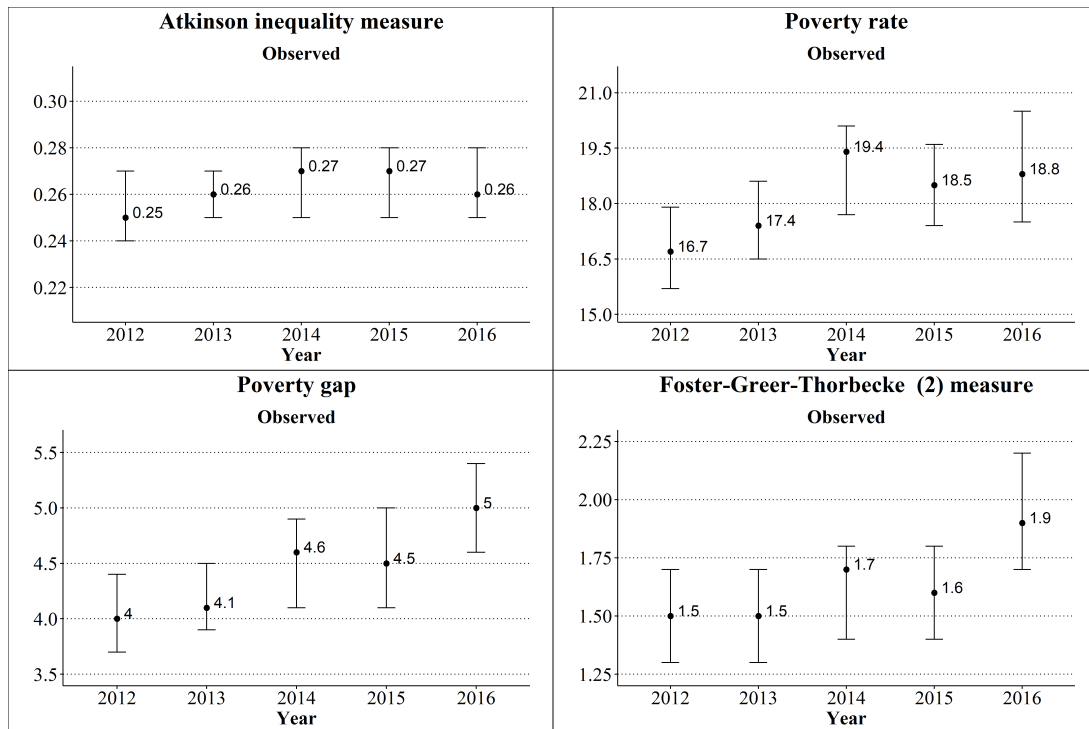 Atkinson inequality measure
Observed
0.30
0.28
0.26
0.24
0.22
0.25
0.26
0.27
0.27
0.26
2012 2013 2014 2015 2016
Year
Poverty rate
Observed
21.0
19.5
18.0
16.5
15.0
16.7
17.4
19.4
18.5
18.8
2012 2013 2014 2015 2016
Year
Poverty gap
Observed
5.5
5.0
4.5
4.0
3.5
4
4.1
4.6
4.5
5
2012 2013 2014 2015 2016
Year
Foster-Greer-Thorbecke (2) measure
Observed
2.25
2.00
1.75
1.50
1.25
1.5
1.5
1.7
1.6
1.9
2012 2013 2014 2015 2016
Year